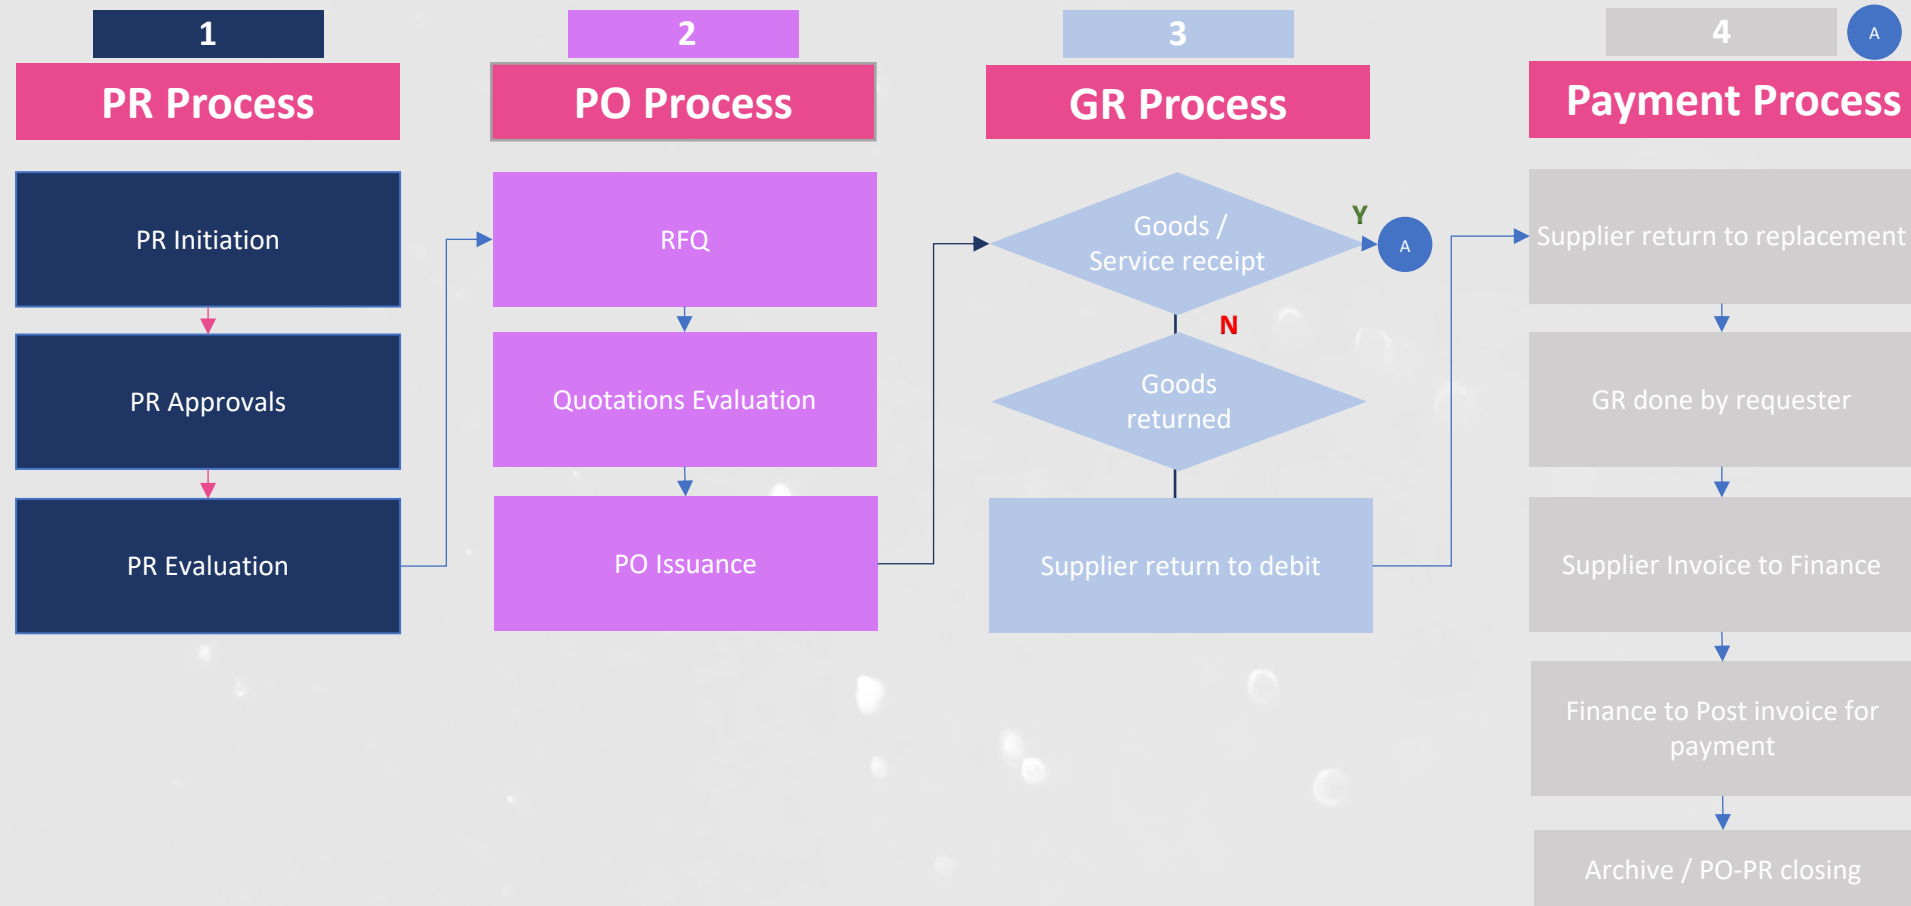 1
PR Process
PR Initiation
PR Approvals
PR Evaluation
2
PO Process
RFQ
Quotations Evaluation
PO Issuance
3
GR Process
Goods /
Service receipt
Y
A
N
Goods
returned
Supplier return to debit
4
A
Payment Process
Supplier return to replacement
GR done by requester
Supplier Invoice to Finance
Finance to Post invoice for
payment
Archive / PO-PR closing